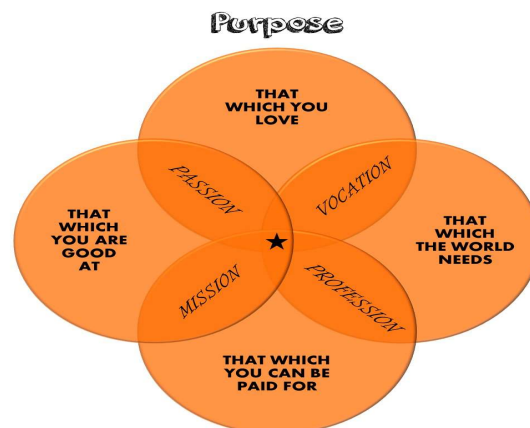 Purpose
THAT
WHICH YOU
LOVE
PASSION
VOCATION
THAT
WHICH
YOU ARE
GOOD
AT
THAT
WHICH
THE WORLD
NEEDS
MISSION
PROFESSION
THAT WHICH
YOU CAN BE
PAID FOR